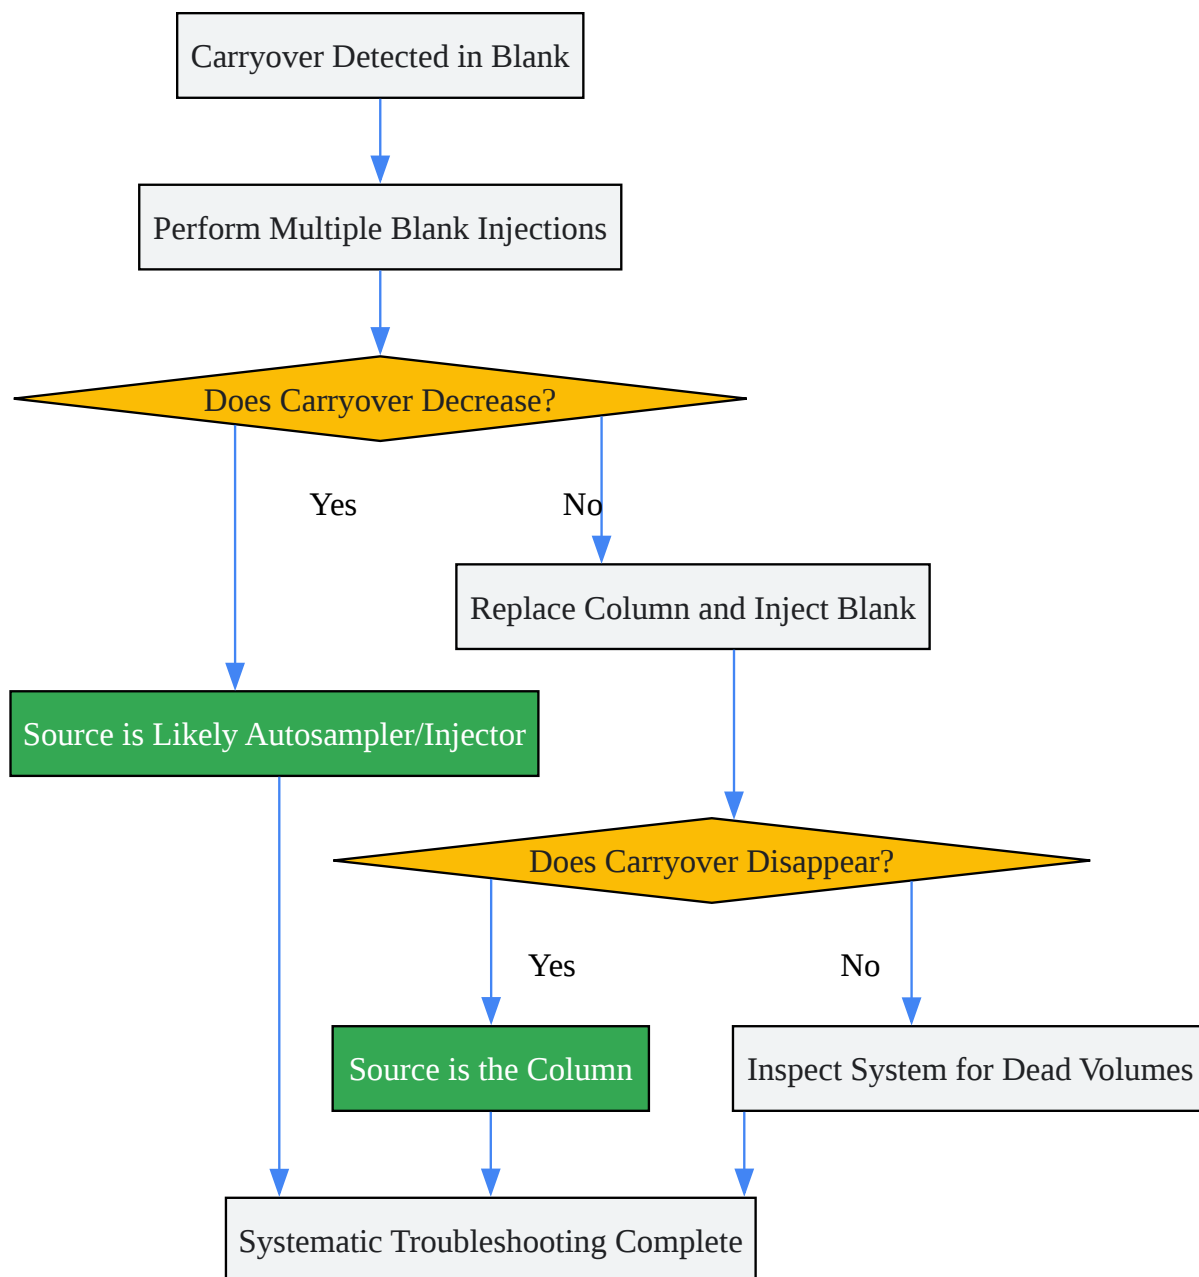 Carryover Detected in Blank
Perform Multiple Blank Injections
Does Carryover Decrease?
Yes
No
Replace Column and Inject Blank
Source is Likely Autosampler/Injector
Does Carryover Disappear?
Yes
No
Source is the Column
Inspect System for Dead Volumes
Systematic Troubleshooting Complete